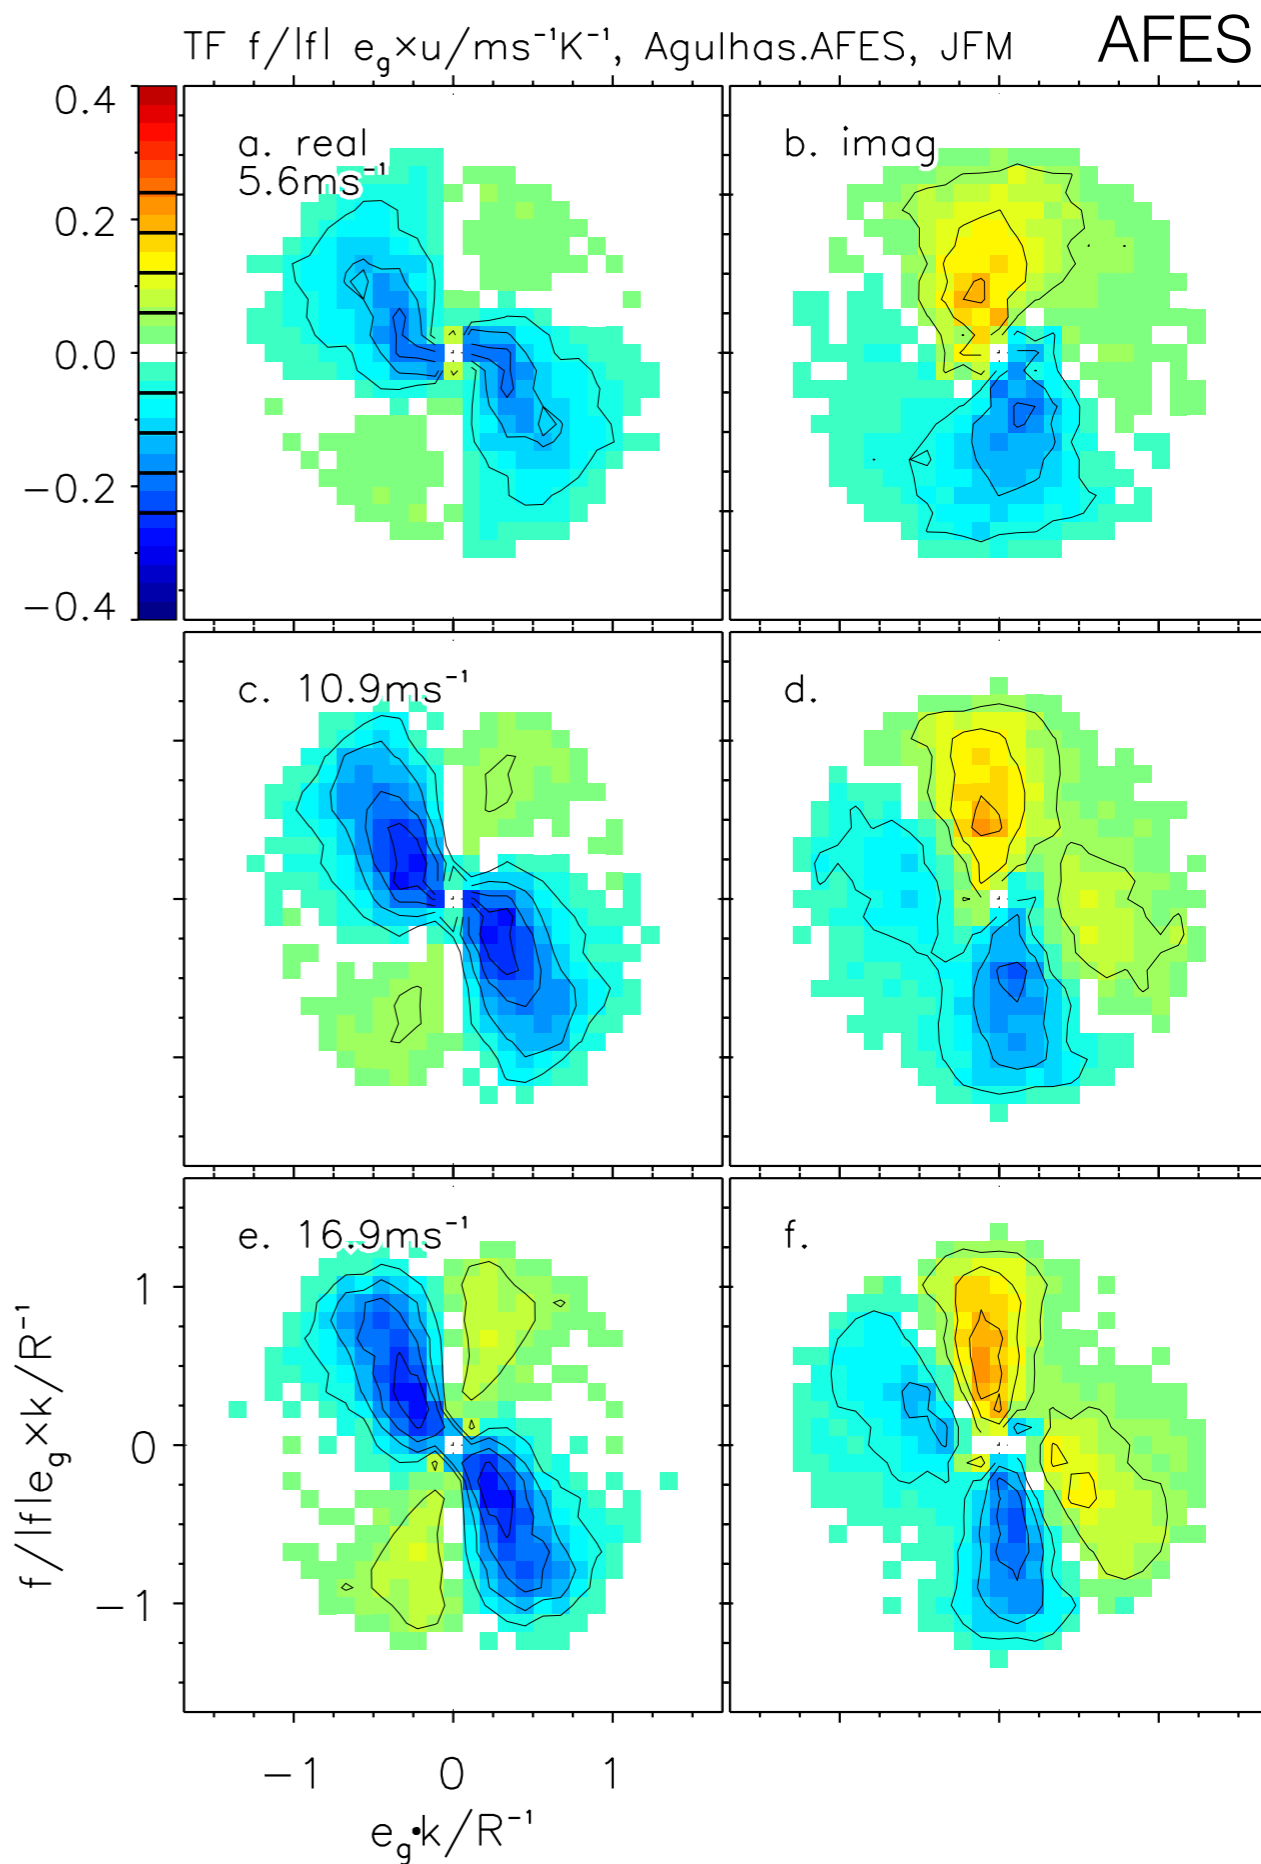 TF f/|f| e_g×u/ms⁻¹K⁻¹, Agulhas.AFES, JFM AFES
0.4
0.2
0.0
−0.2
−0.4
a. real
5.6ms⁻¹
b. imag
c. 10.9ms⁻¹
d.
e. 16.9ms⁻¹
f.
1
0
−1
f/|f|e_g×k/R⁻¹
−1 0 1
e_g•k/R⁻¹